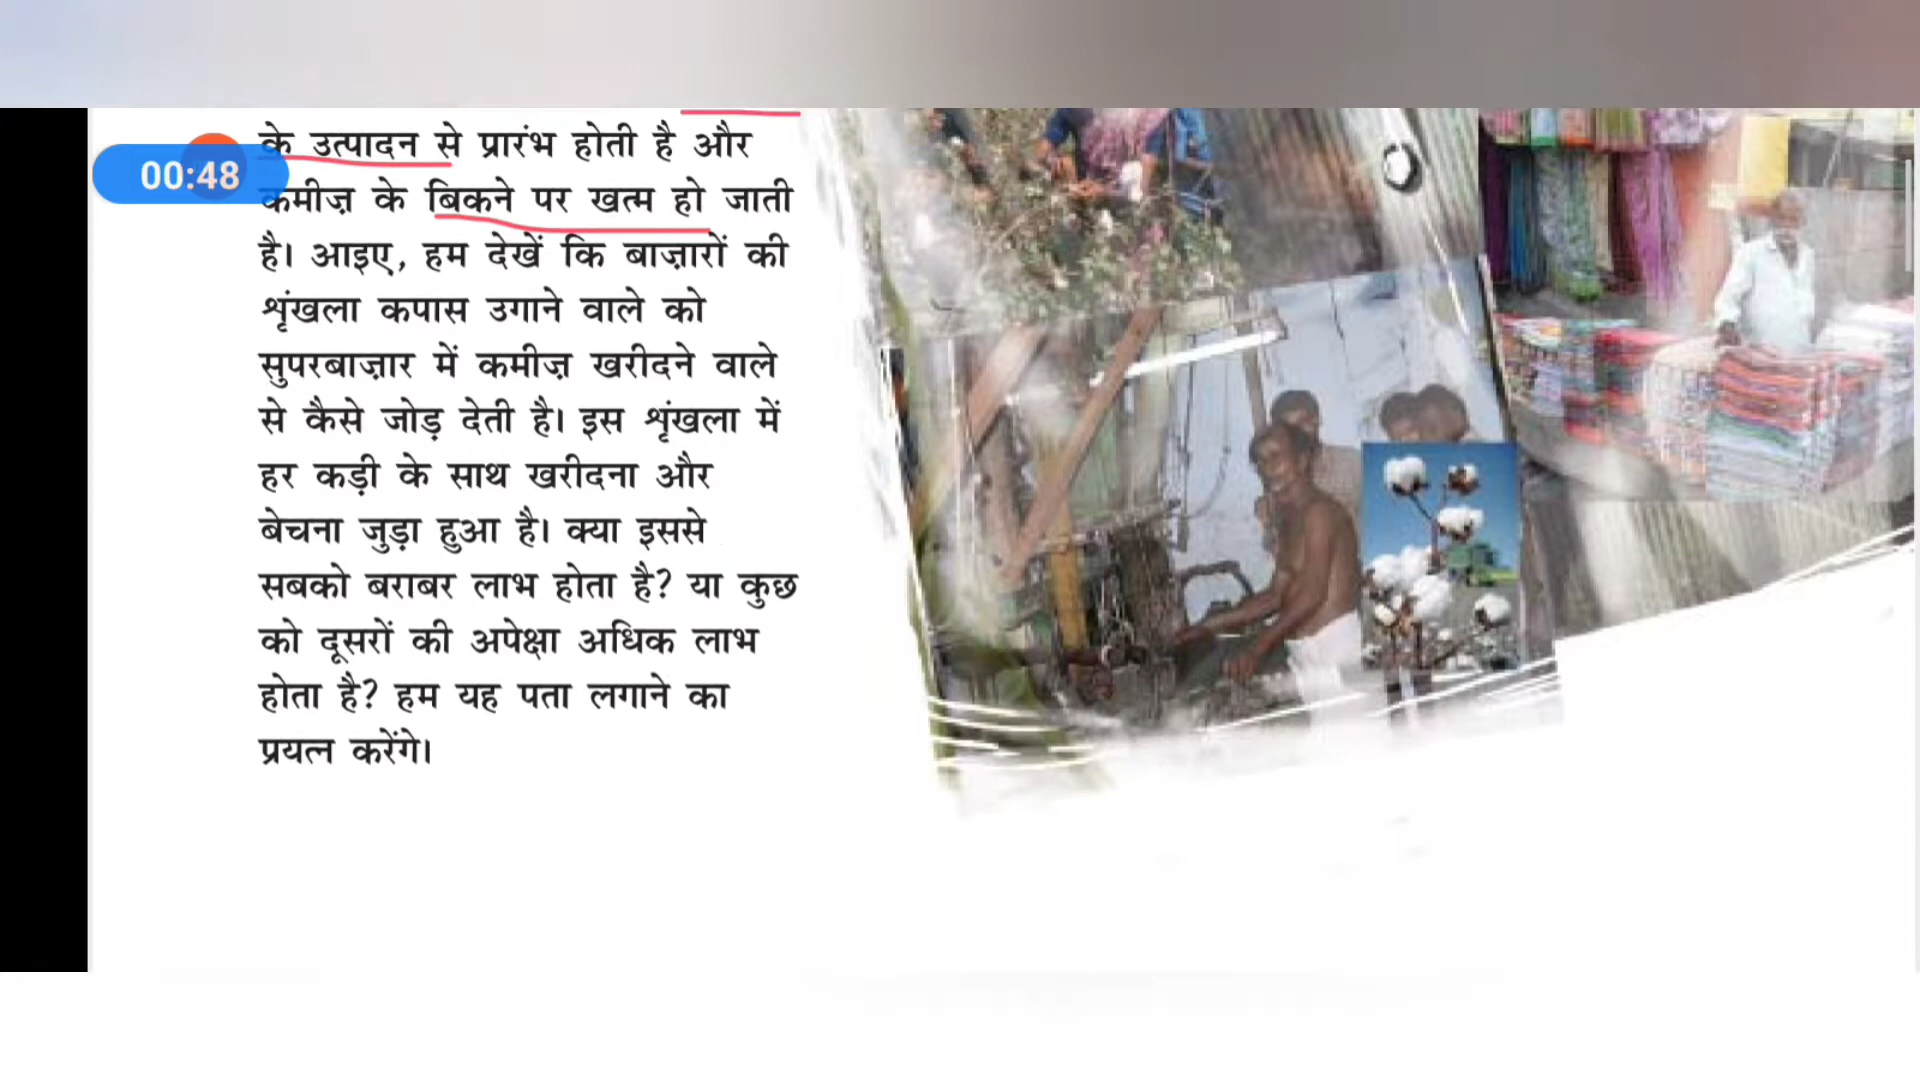 के उत्पादन से प्रारंभ होती है और
00:48
कमीज़ के बिकने पर खत्म हो जाती
है। आइए, हम देखें कि बाज़ारों की
शृंखला कपास उगाने वाले को
सुपरबाज़ार में कमीज़ खरीदने वाले
से कैसे जोड़ देती है। इस शृंखला में
हर कड़ी के साथ खरीदना और
बेचना जुड़ा हुआ है। क्या इससे
सबको बराबर लाभ होता है? या कुछ
को दूसरों की अपेक्षा अधिक लाभ
होता है? हम यह पता लगाने का
प्रयत्न करेंगे।